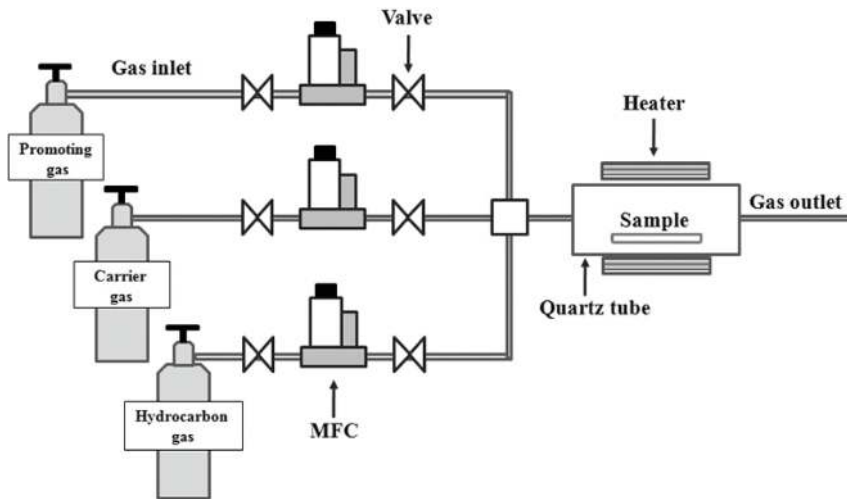 Valve
Gas inlet
Heater
Promoting
gas
Sample
Gas outlet
Carrier
gas
Quartz tube
Hydrocarbon
gas
MFC